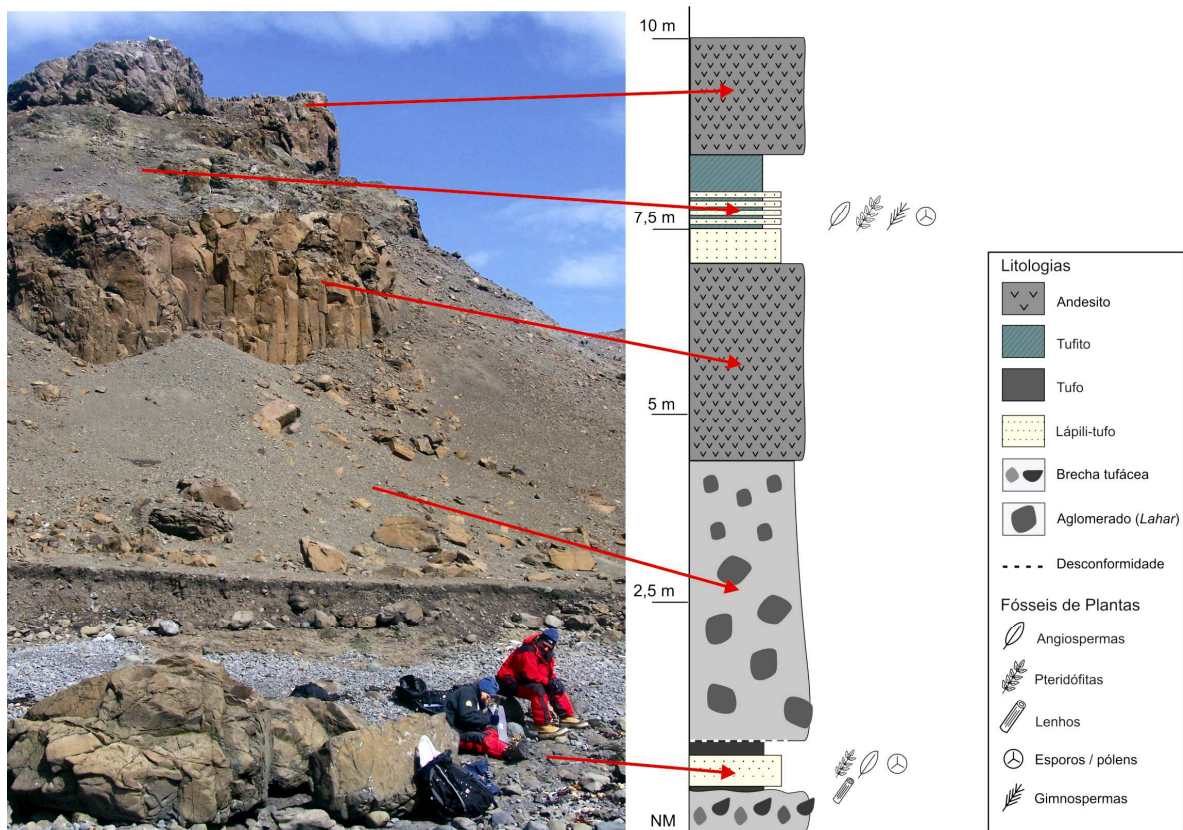 10 m
7,5 m
5 m
2,5 m
NM
Litologias
Andesito
Tufito
Tufo
Lápili-tufo
Brecha tufácea
Aglomerado (Lahar)
Desconformidade
Fósseis de Plantas
Angiospermas
Pteridófitas
Lenhos
Esporos / pólens
Gimnospermas